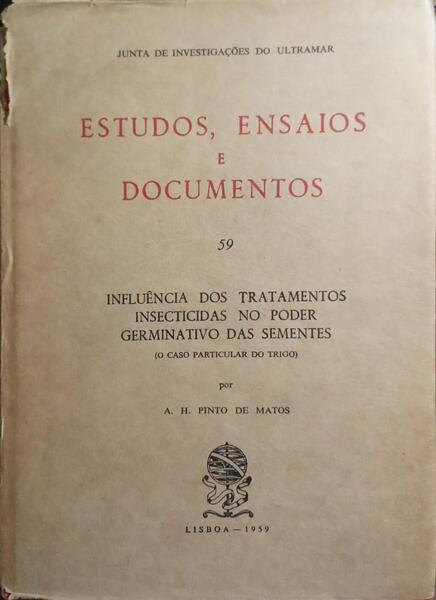 JUNTA DE INVESTIGAÇÕES DO ULTRAMAR
ESTUDOS, ENSAIOS
E
DOCUMENTOS
59
INFLUÊNCIA DOS TRATAMENTOS
INSECTICIDAS NO PODER
GERMINATIVO DAS SEMENTES
(O CASO PARTICULAR DO TRIGO)
por
A. H. PINTO DE MATOS
LISBOA — 1959